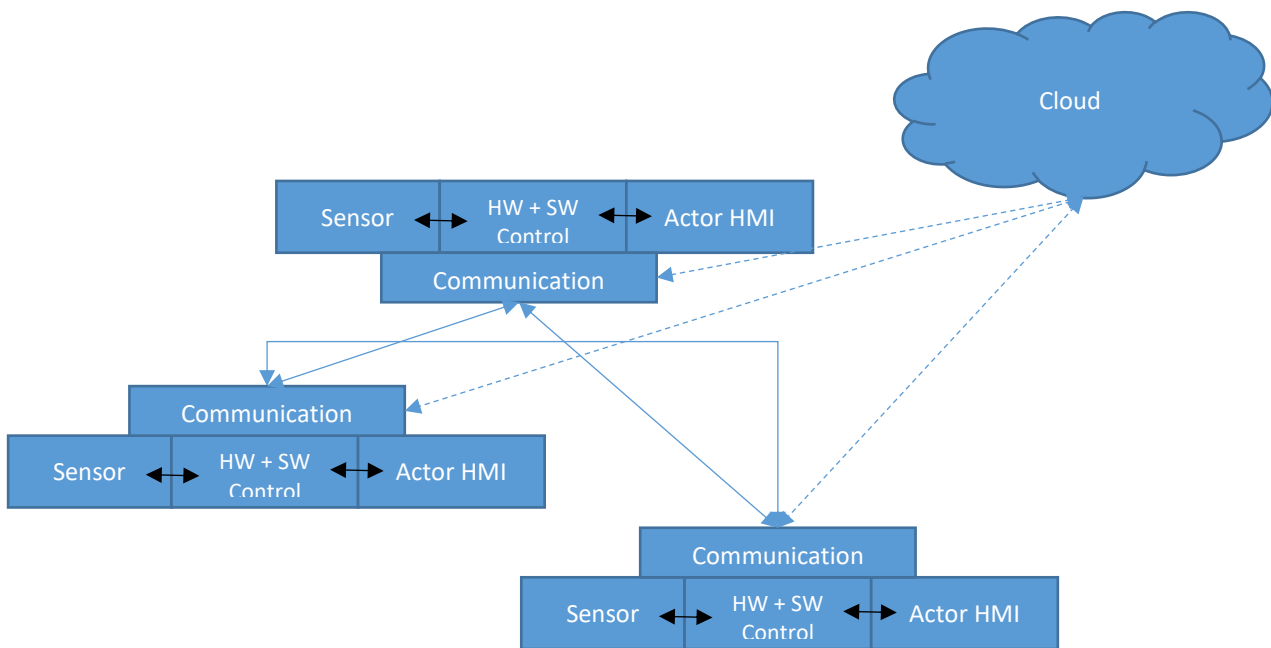 Cloud
Sensor
HW + SW
Control
Actor HMI
Communication
Communication
Sensor
HW + SW
Control
Actor HMI
Communication
Sensor
HW + SW
Control
Actor HMI